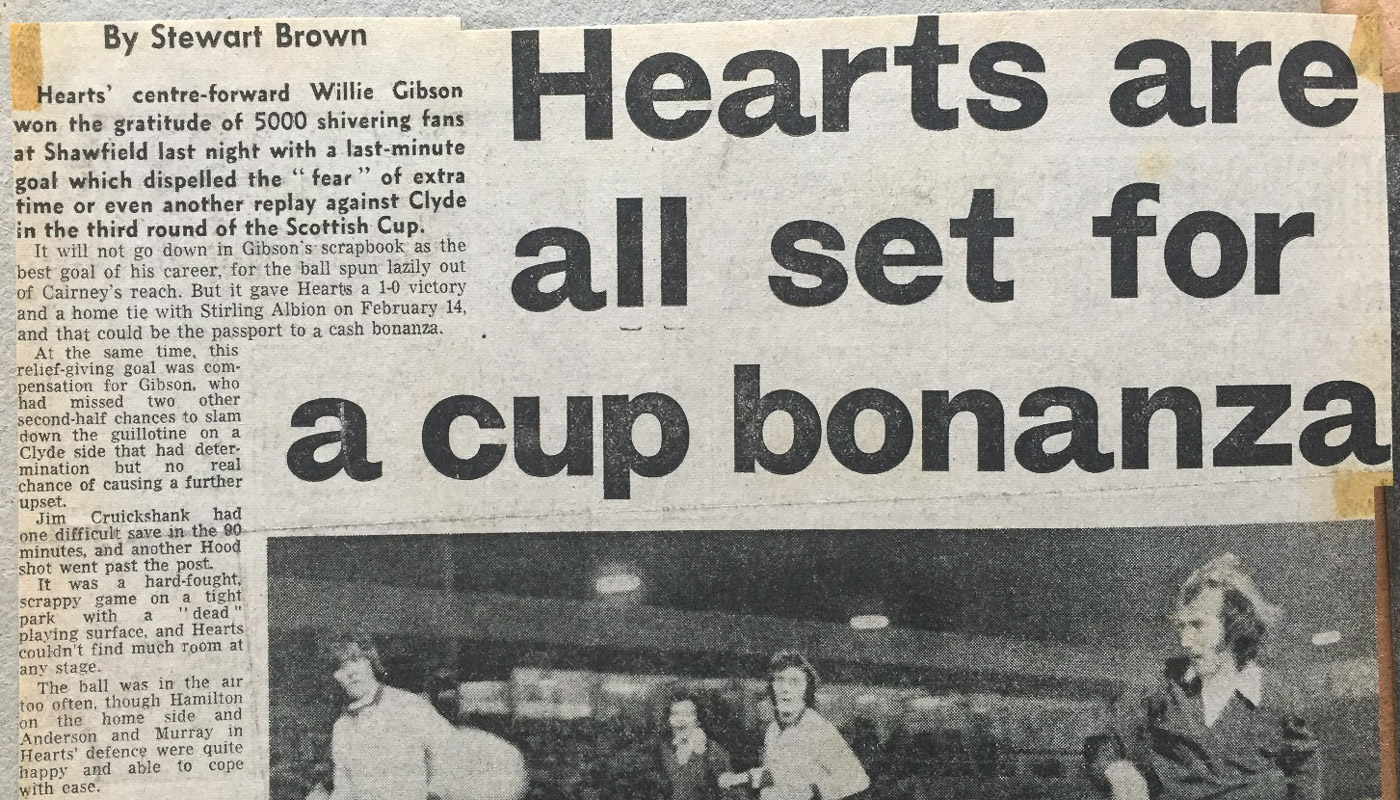 By Stewart Brown
Hearts are
all set for
a cup bonanza
Hearts' centre-forward Willie Gibson
won the gratitude of 5000 shivering fans
at Shawfield last night with a last-minute
goal which dispelled the "fear" of extra
time or even another replay against Clyde
in the third round of the Scottish Cup.
It will not go down in Gibson's scrapbook as the
best goal of his career, for the ball spun lazily out
of Cairney's reach. But it gave Hearts a 1-0 victory
and a home tie with Stirling Albion on February 14,
and that could be the passport to a cash bonanza.
At the same time, this
relief-giving goal was com-
pensation for Gibson, who
had missed two other
second-half chances to slam
down the guillotine on a
Clyde side that had deter-
mination but no real
chance of causing a further
upset.
Jim Cruickshank had
one difficult save in the 90
minutes, and another Hood
shot went past the post.
It was a hard-fought,
scrappy game on a tight
park with a "dead"
playing surface, and Hearts
couldn't find much room at
any stage.
The ball was in the air
too often, though Hamilton
on the home side and
Anderson and Murray in
Hearts' defence were quite
happy and able to cope
with ease.